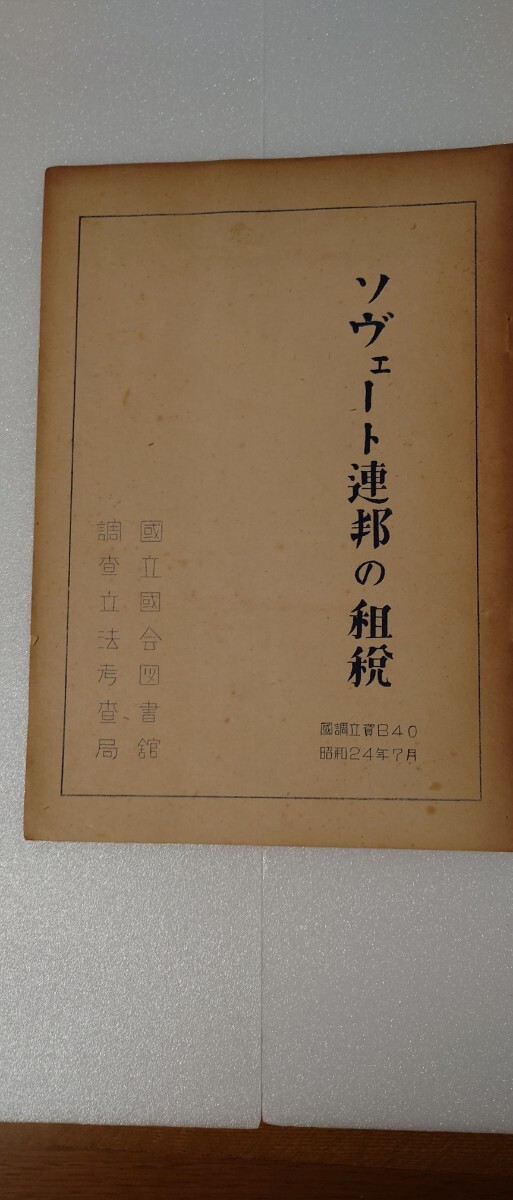 ソヴェート連邦の租税
國調立資B40
昭和24年7月
國立國会図書館
調査立法考査局